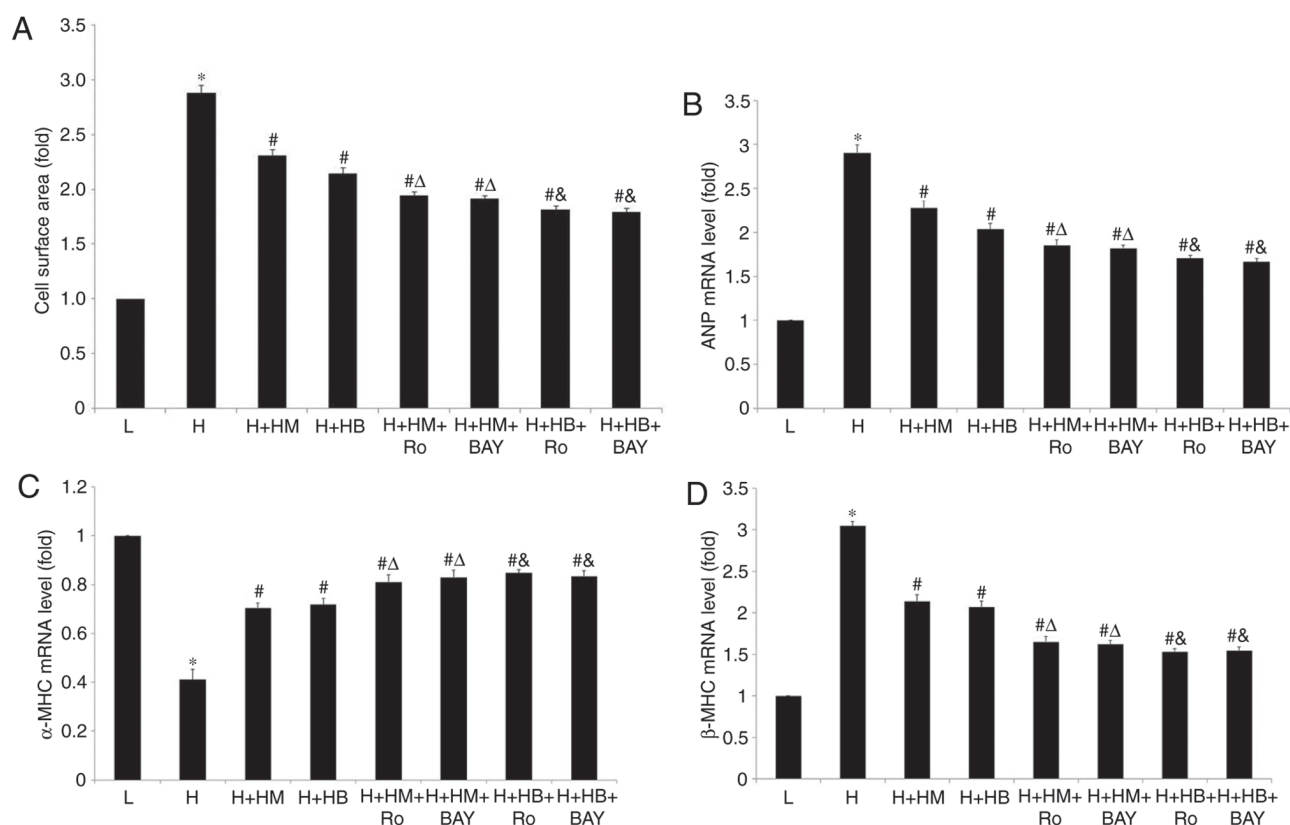 A
Cell surface area (fold)
3.5
3.0
2.5
2.0
1.5
1.0
0.5
0
*
#
#
#Δ
#Δ
#&
#&
L
H
H+HM
H+HB
H+HM+
Ro
H+HM+
BAY
H+HB+
Ro
H+HB+
BAY
B
ANP mRNA level (fold)
3.5
3
2.5
2
1.5
1
0.5
0
*
#
#
#Δ
#Δ
#&
#&
L
H
H+HM
H+HB
H+HM+
Ro
H+HM+
BAY
H+HB+
Ro
H+HB+
BAY
C
α-MHC mRNA level (fold)
1.2
1
0.8
0.6
0.4
0.2
0
*
#
#
#Δ
#Δ
#&
#&
L
H
H+HM
H+HB
H+HM+
Ro
H+HM+
BAY
H+HB+
Ro
H+HB+
BAY
D
β-MHC mRNA level (fold)
3.5
3
2.5
2
1.5
1
0.5
0
*
#
#
#Δ
#Δ
#&
#&
L
H
H+HM
H+HB
H+HM+
Ro
H+HM+
BAY
H+HB+
Ro
H+HB+
BAY